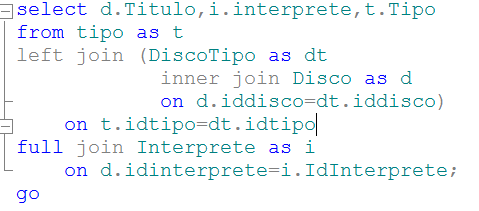 select d.Titulo,i.interprete,t.Tipo
from tipo as t
left join (DiscoTipo as dt
            inner join Disco as d
            on d.iddisco=dt.iddisco)
    on t.idtipo=dt.idtipo
full join Interprete as i
    on d.idinterprete=i.IdInterprete;
go